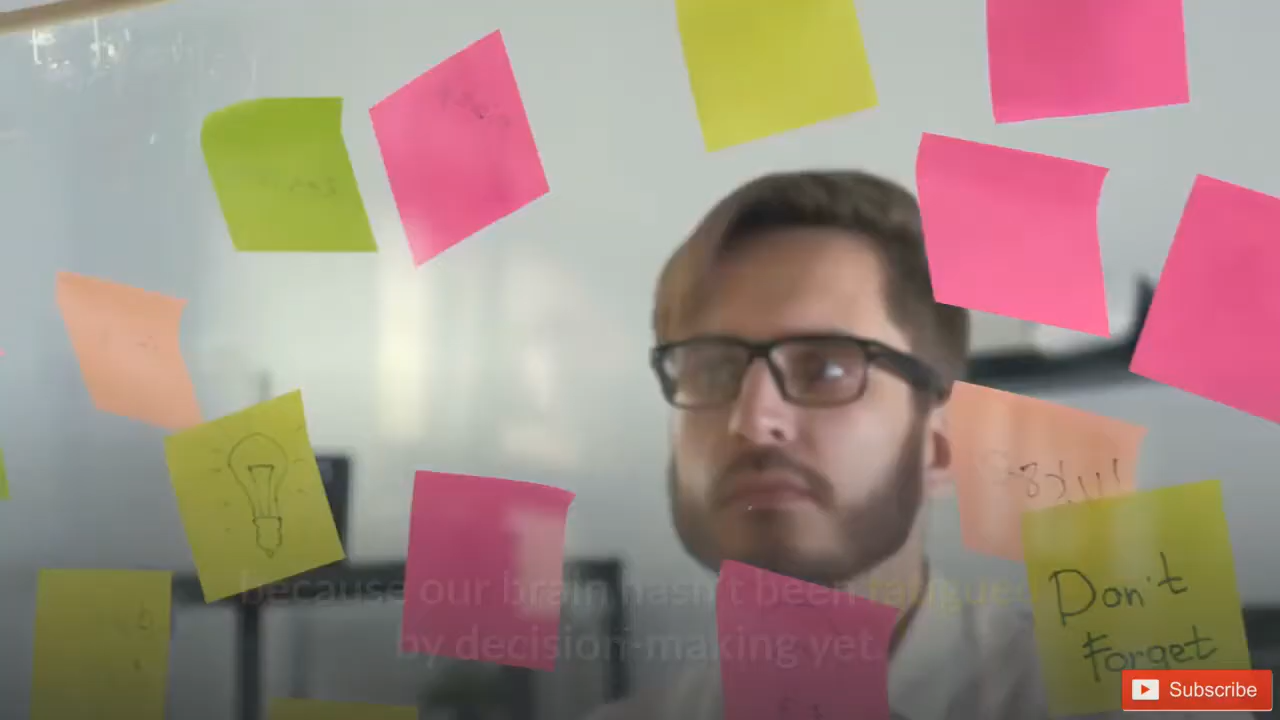 because our brain hasn't been fatigued
by decision-making yet
Don't
Forget
Subscribe